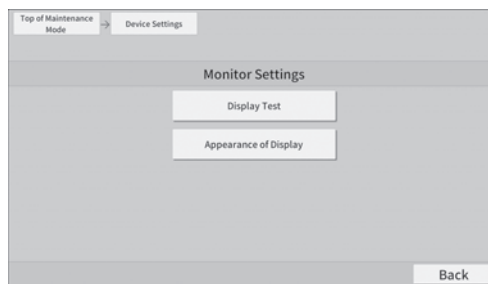 Top of Maintenance
Mode
→
Device Settings
Monitor Settings
Display Test
Appearance of Display
Back